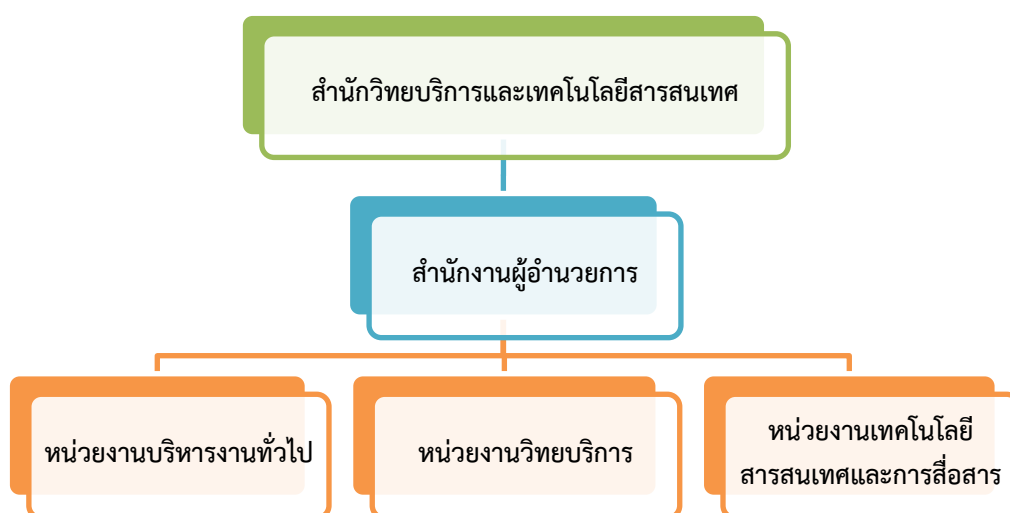 สำนักวิทยบริการและเทคโนโลยีสารสนเทศ
สำนักงานผู้อำนวยการ
หน่วยงานบริหารงานทั่วไป
หน่วยงานวิทยบริการ
หน่วยงานเทคโนโลยี
สารสนเทศและการสื่อสาร